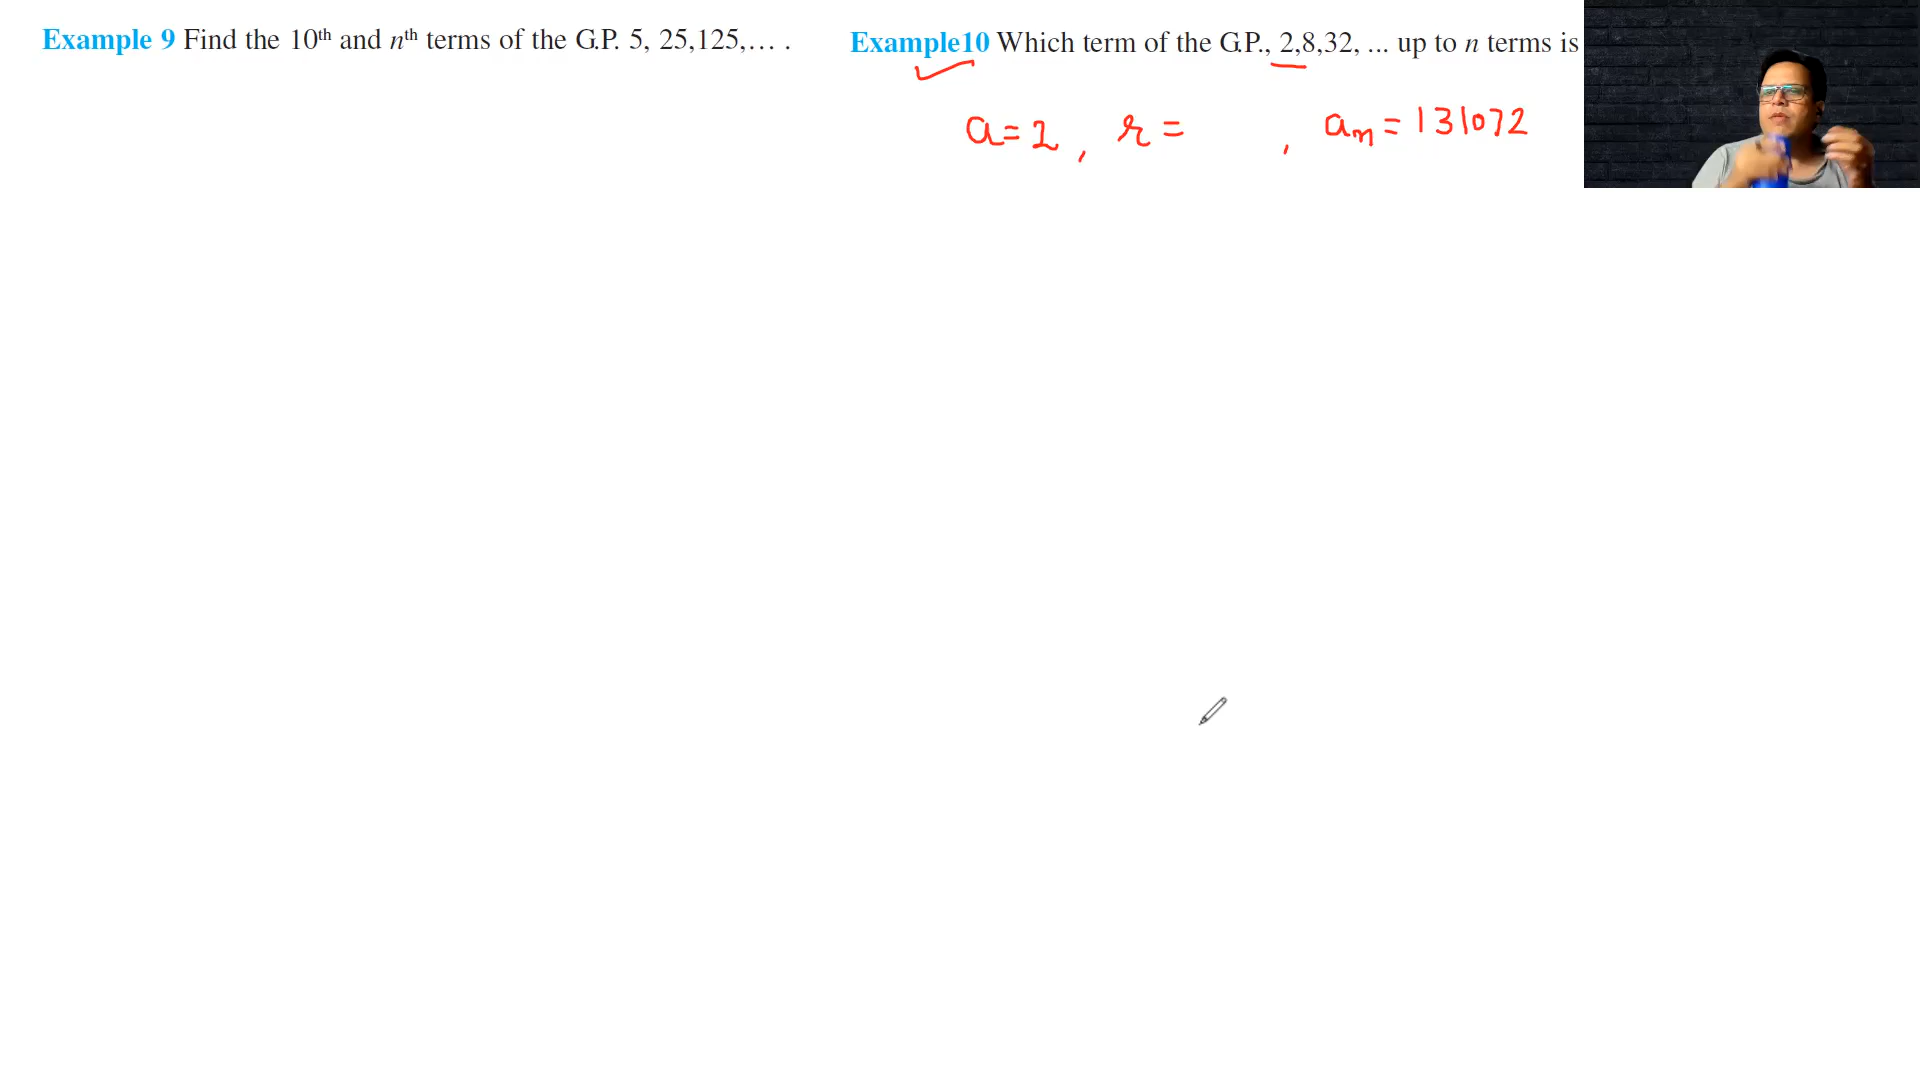 Example 9 Find the 10th and nth terms of the G.P. 5, 25,125,… .
Example10 Which term of the G.P., 2,8,32, ... up to n terms is
a = 2 , r = , an = 131072